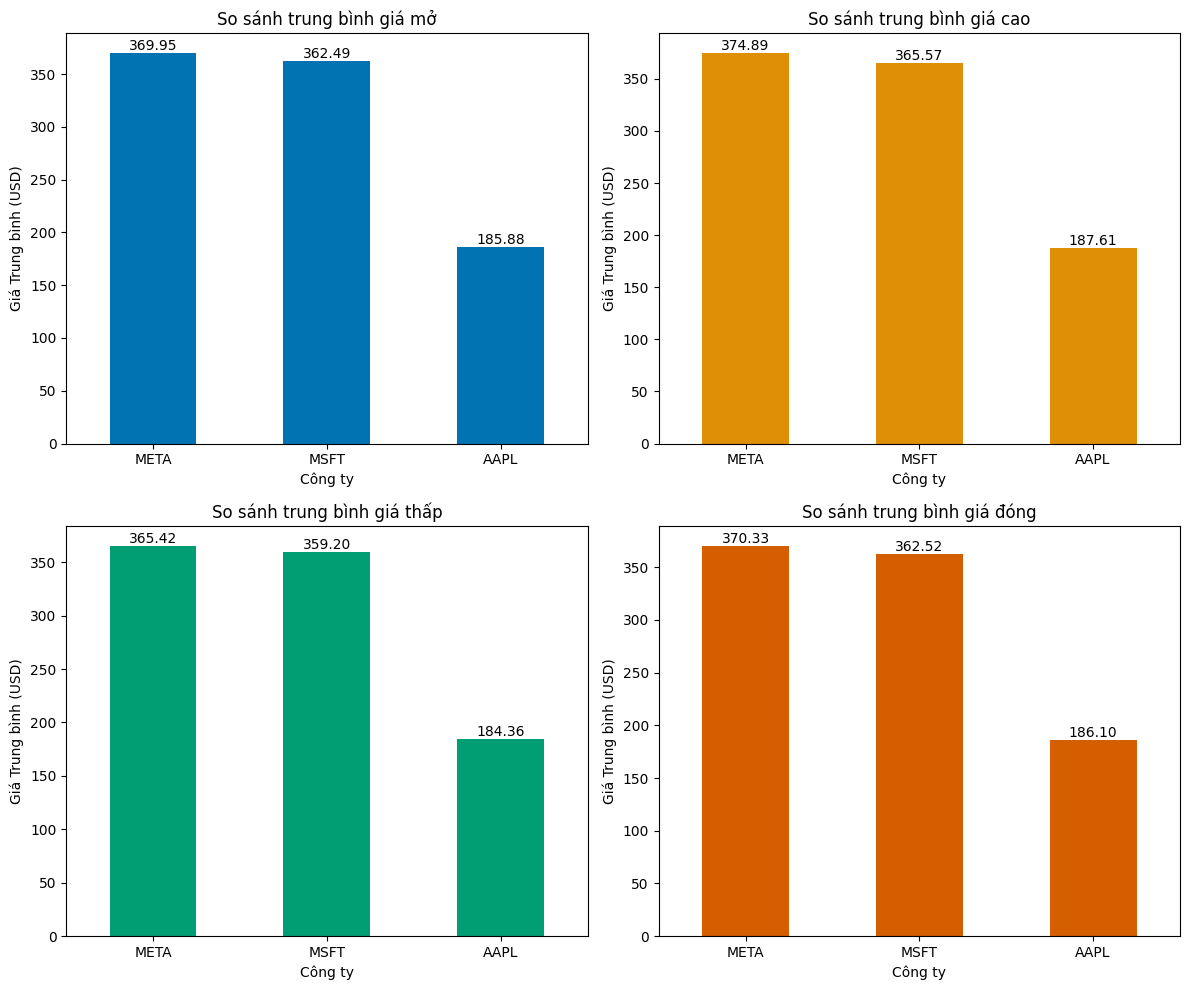 So sánh trung bình giá mở
369.95
362.49
185.88
350
300
250
200
150
100
50
0
Giá Trung bình (USD)
META
MSFT
AAPL
Công ty
So sánh trung bình giá cao
374.89
365.57
187.61
350
300
250
200
150
100
50
0
Giá Trung bình (USD)
META
MSFT
AAPL
Công ty
So sánh trung bình giá thấp
365.42
359.20
184.36
350
300
250
200
150
100
50
0
Giá Trung bình (USD)
META
MSFT
AAPL
Công ty
So sánh trung bình giá đóng
370.33
362.52
186.10
350
300
250
200
150
100
50
0
Giá Trung bình (USD)
META
MSFT
AAPL
Công ty